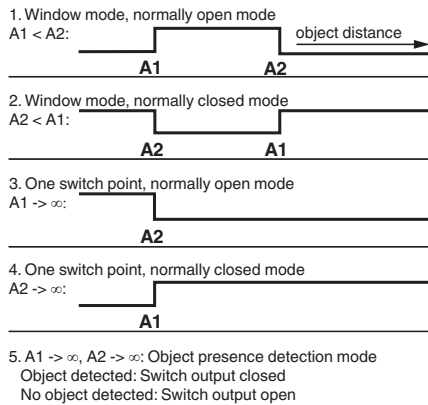 1. Window mode, normally open mode
A1 < A2:
object distance
A1
A2
2. Window mode, normally closed mode
A2 < A1:
A2
A1
3. One switch point, normally open mode
A1 -> ∞:
A2
4. One switch point, normally closed mode
A2 -> ∞:
A1
5. A1 -> ∞, A2 -> ∞: Object presence detection mode
Object detected: Switch output closed
No object detected: Switch output open